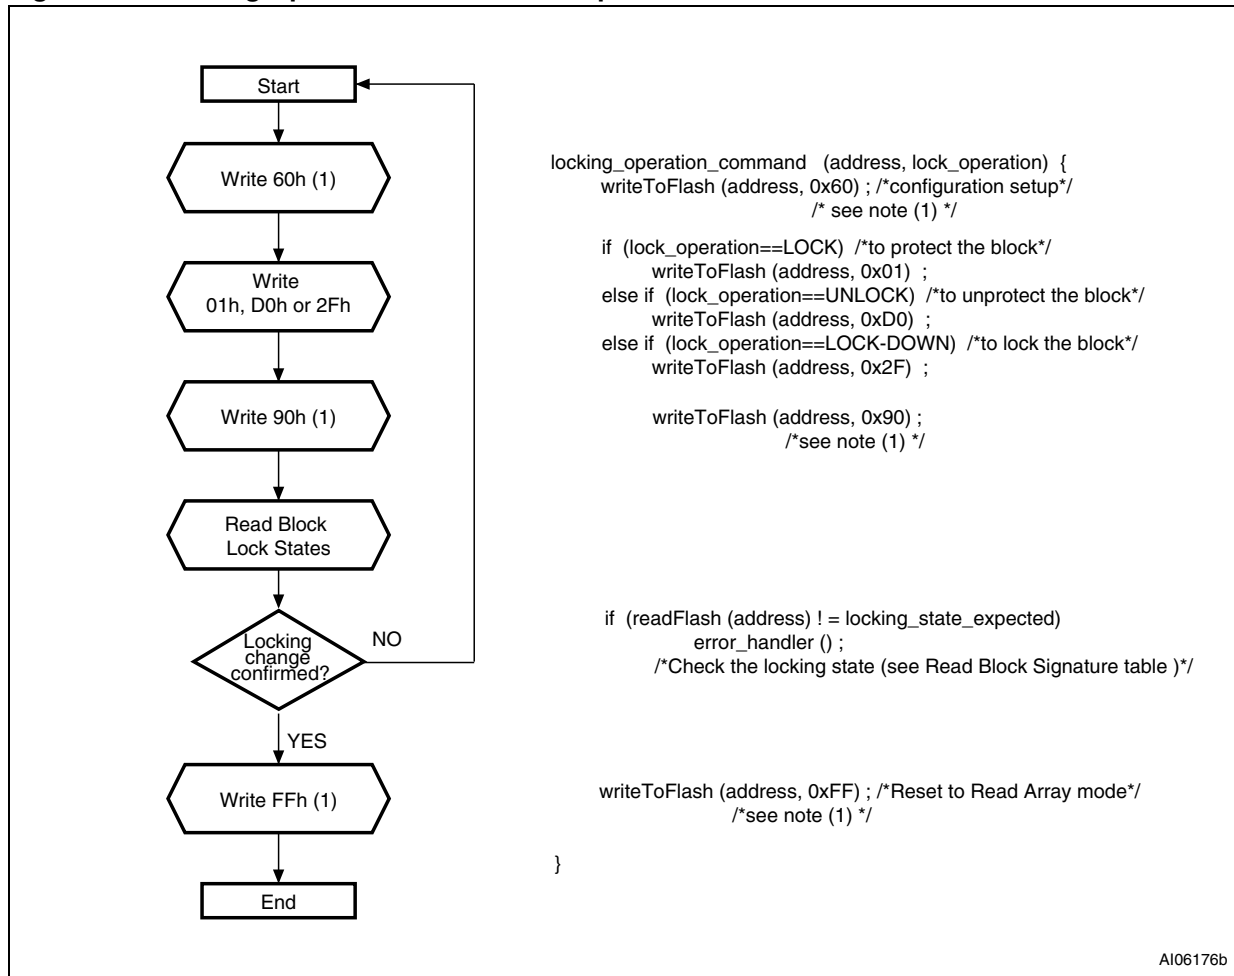 Start
Write 60h (1)
Write
01h, D0h or 2Fh
Write 90h (1)
Read Block
Lock States
Locking
change
confirmed?
NO
YES
Write FFh (1)
End
locking_operation_command (address, lock_operation) {
writeToFlash (address, 0x60) ; /*configuration setup*/
/* see note (1) */
if (lock_operation==LOCK) /*to protect the block*/
writeToFlash (address, 0x01) ;
else if (lock_operation==UNLOCK) /*to unprotect the block*/
writeToFlash (address, 0xD0) ;
else if (lock_operation==LOCK-DOWN) /*to lock the block*/
writeToFlash (address, 0x2F) ;
writeToFlash (address, 0x90) ;
/*see note (1) */
if (readFlash (address) ! = locking_state_expected)
error_handler () ;
/*Check the locking state (see Read Block Signature table )*/
writeToFlash (address, 0xFF) ; /*Reset to Read Array mode*/
/*see note (1) */
}
AI06176b